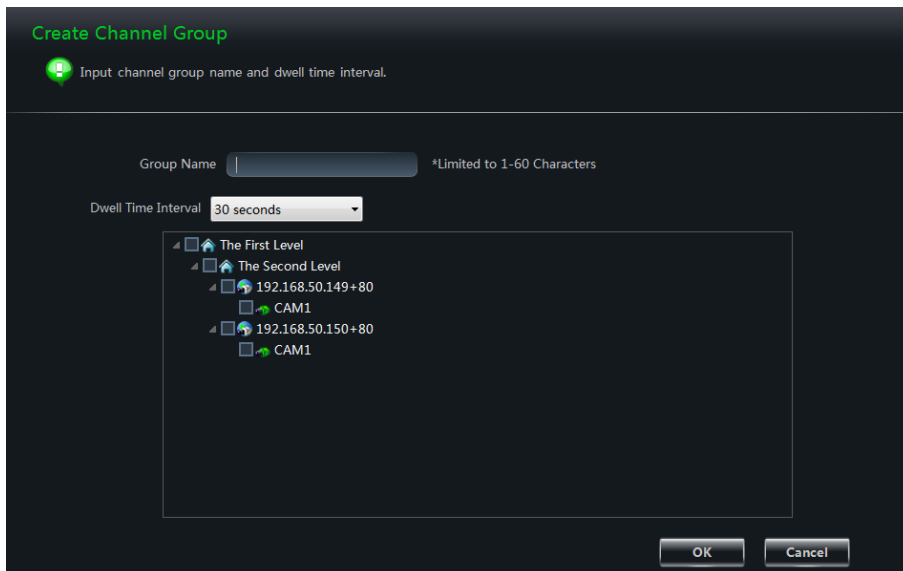 Create Channel Group
Input channel group name and dwell time interval.
Group Name *Limited to 1-60 Characters
Dwell Time Interval 30 seconds
The First Level
The Second Level
192.168.50.149+80
CAM1
192.168.50.150+80
CAM1
OK Cancel